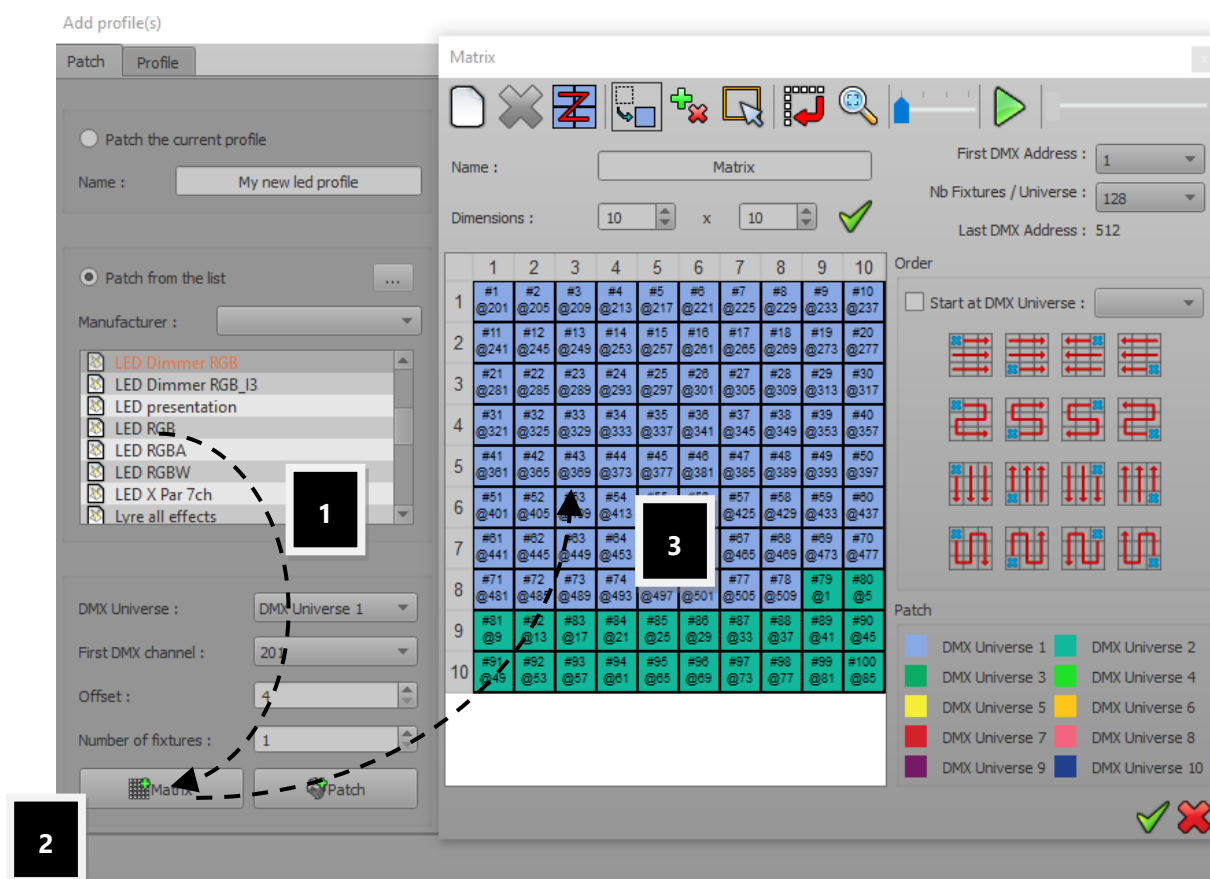 Add profile(s)
Patch
Profile
Patch the current profile
Name :
My new led profile
Patch from the list
...
Manufacturer :
LED Dimmer RGB
LED Dimmer RGB_I3
LED presentation
LED RGB
LED RGBA
LED RGBW
LED X Par 7ch
Lyre all effects
1
DMX Universe :
DMX Universe 1
First DMX channel :
201
Offset :
4
Number of fixtures :
1
Matrix
Patch
2
Matrix
Name :
Matrix
Dimensions :
10
x
10
First DMX Address :
1
Nb Fixtures / Universe :
128
Last DMX Address : 512
1 2 3 4 5 6 7 8 9 10
#1 #2 #3 #4 #5 #6 #7 #8 #9 #10
1
@201 @205 @209 @213 @217 @221 @225 @229 @233 @237
#11 #12 #13 #14 #15 #16 #17 #18 #19 #20
2
@241 @245 @249 @253 @257 @261 @265 @269 @273 @277
#21 #22 #23 #24 #25 #26 #27 #28 #29 #30
3
@281 @285 @289 @293 @297 @301 @305 @309 @313 @317
#31 #32 #33 #34 #35 #36 #37 #38 #39 #40
4
@321 @325 @329 @333 @337 @341 @345 @349 @353 @357
#41 #42 #43 #44 #45 #46 #47 #48 #49 #50
5
@361 @365 @369 @373 @377 @381 @385 @389 @393 @397
#51 #52 #53 #54 #57 #58 #59 #60
6
@401 @405 @409 @413 @425 @429 @433 @437
#61 #62 #63 #64 #67 #68 #69 #70
7
@441 @445 @449 @453 @465 @469 @473 @477
3
#71 #72 #73 #74 #77 #78 #79 #80
8
@481 @485 @489 @493 @497 @501 @505 @509 @1 @5
#81 #82 #83 #84 #85 #86 #87 #88 #89 #90
9
@9 @13 @17 @21 @25 @29 @33 @37 @41 @45
#91 #92 #93 #94 #95 #96 #97 #98 #99 #100
10
@49 @53 @57 @61 @65 @69 @73 @77 @81 @85
Order
Start at DMX Universe :
Patch
DMX Universe 1
DMX Universe 2
DMX Universe 3
DMX Universe 4
DMX Universe 5
DMX Universe 6
DMX Universe 7
DMX Universe 8
DMX Universe 9
DMX Universe 10